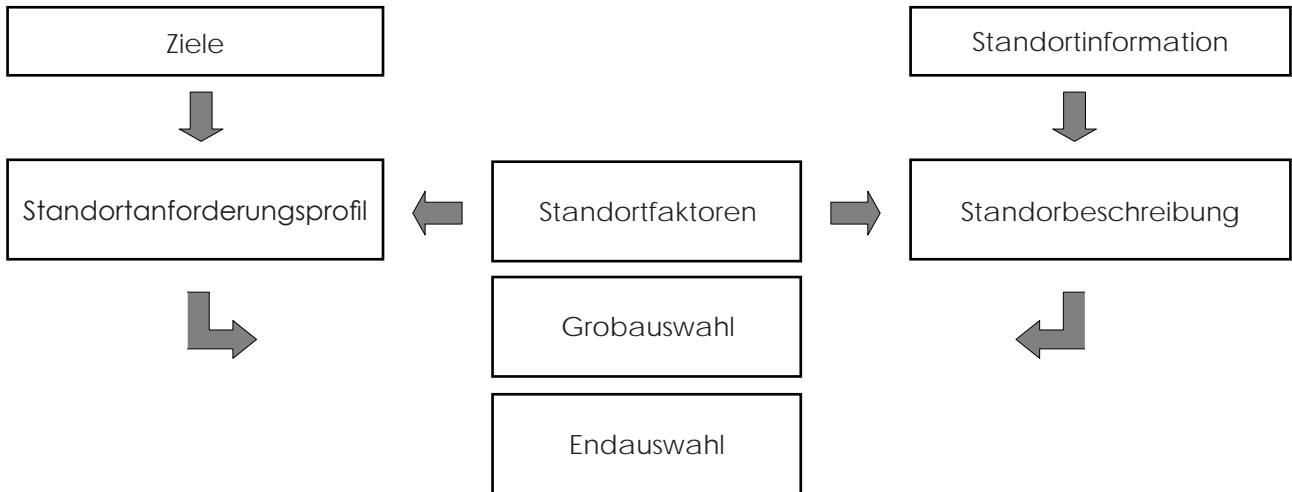 Ziele
Standortinformation
Standortanforderungsprofil
Standortfaktoren
Standorbeschreibung
Grobauswahl
Endauswahl